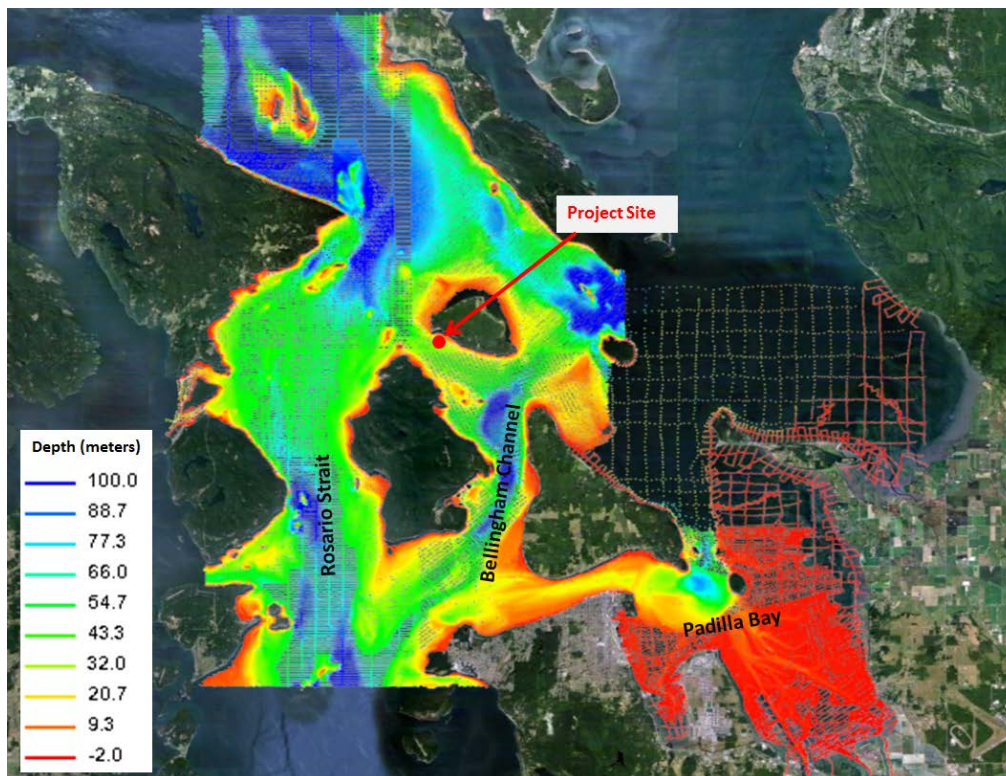 Project Site
Rosario Strait
Bellingham Channel
Padilla Bay
Depth (meters)
100.0
88.7
77.3
66.0
54.7
43.3
32.0
20.7
9.3
-2.0